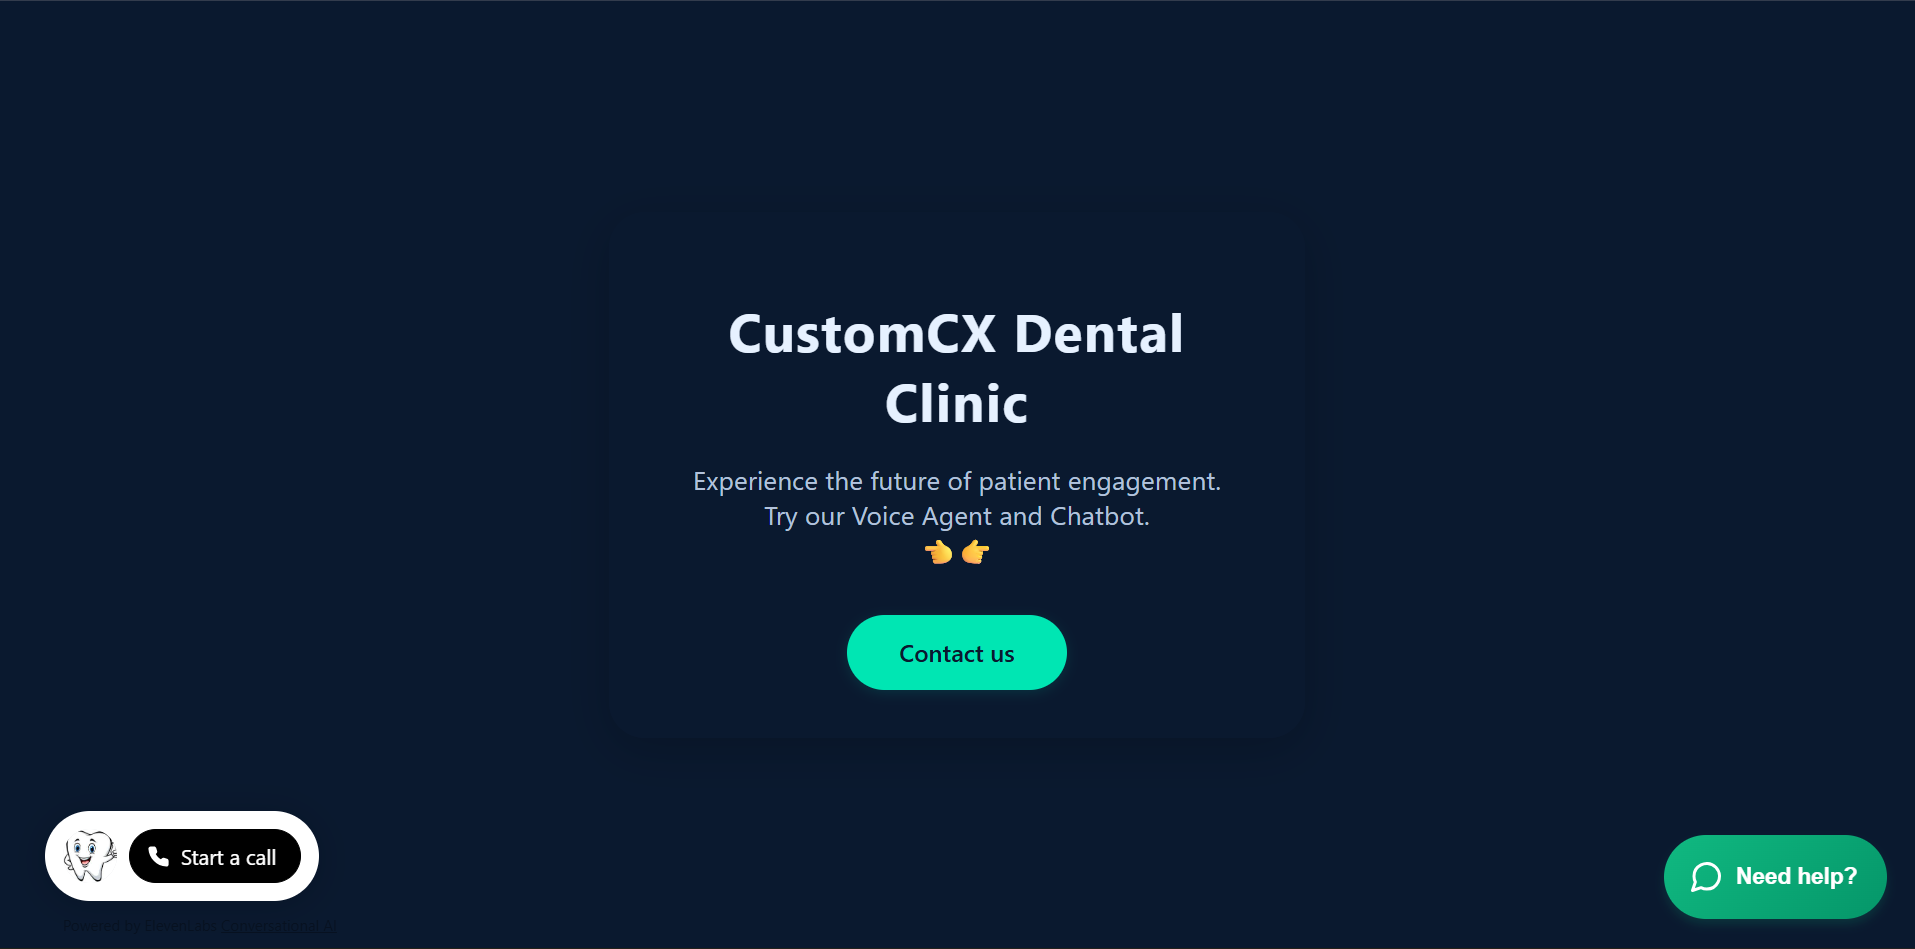 CustomCX Dental
Clinic
Experience the future of patient engagement.
Try our Voice Agent and Chatbot.
👈 👉
Contact us
Start a call
Need help?
Powered by ElevenLabs Conversational AI